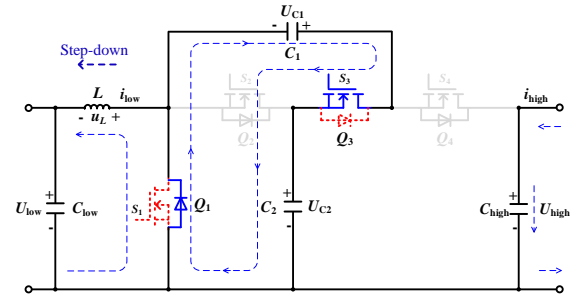 U_C1
- +
C_1
Step-down
L i_low
- u_L +
S_2
Q_2
S_3
Q_3
S_4
Q_4
i_high
+
U_low C_low
-
S_1 Q_1
+
C_2 U_C2
-
+
C_high U_high
-